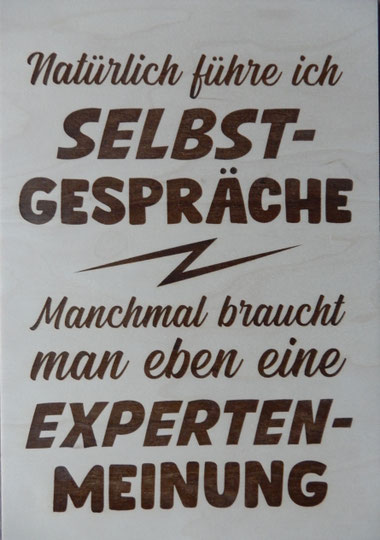 Natürlich führe ich
SELBST-
GESPRÄCHE
Manchmal braucht
man eben eine
EXPERTEN-
MEINUNG